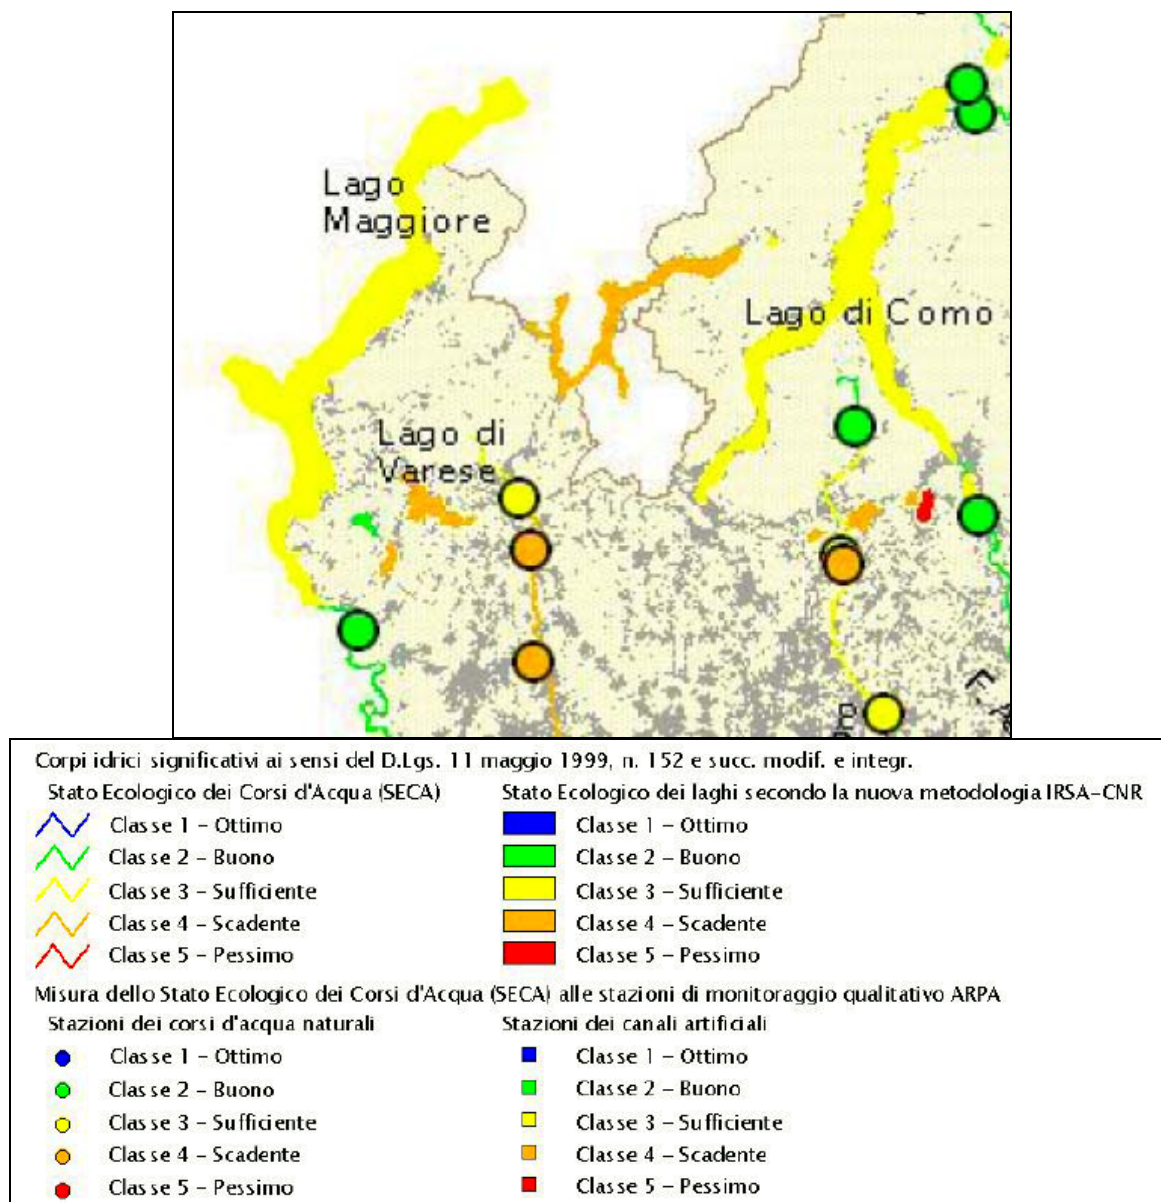 Lago
Maggiore
Lago di Como
Lago di
Varese
Corpi idrici significativi ai sensi del D.Lgs. 11 maggio 1999, n. 152 e succ. modif. e integr.
Stato Ecologico dei Corsi d'Acqua (SECA)
Classe 1 – Ottimo
Classe 2 – Buono
Classe 3 – Sufficiente
Classe 4 – Scadente
Classe 5 – Pessimo
Stato Ecologico dei laghi secondo la nuova metodologia IRSA-CNR
Classe 1 – Ottimo
Classe 2 – Buono
Classe 3 – Sufficiente
Classe 4 – Scadente
Classe 5 – Pessimo
Misura dello Stato Ecologico dei Corsi d'Acqua (SECA) alle stazioni di monitoraggio qualitativo ARPA
Stazioni dei corsi d'acqua naturali
Classe 1 – Ottimo
Classe 2 – Buono
Classe 3 – Sufficiente
Classe 4 – Scadente
Classe 5 – Pessimo
Stazioni dei canali artificiali
Classe 1 – Ottimo
Classe 2 – Buono
Classe 3 – Sufficiente
Classe 4 – Scadente
Classe 5 – Pessimo